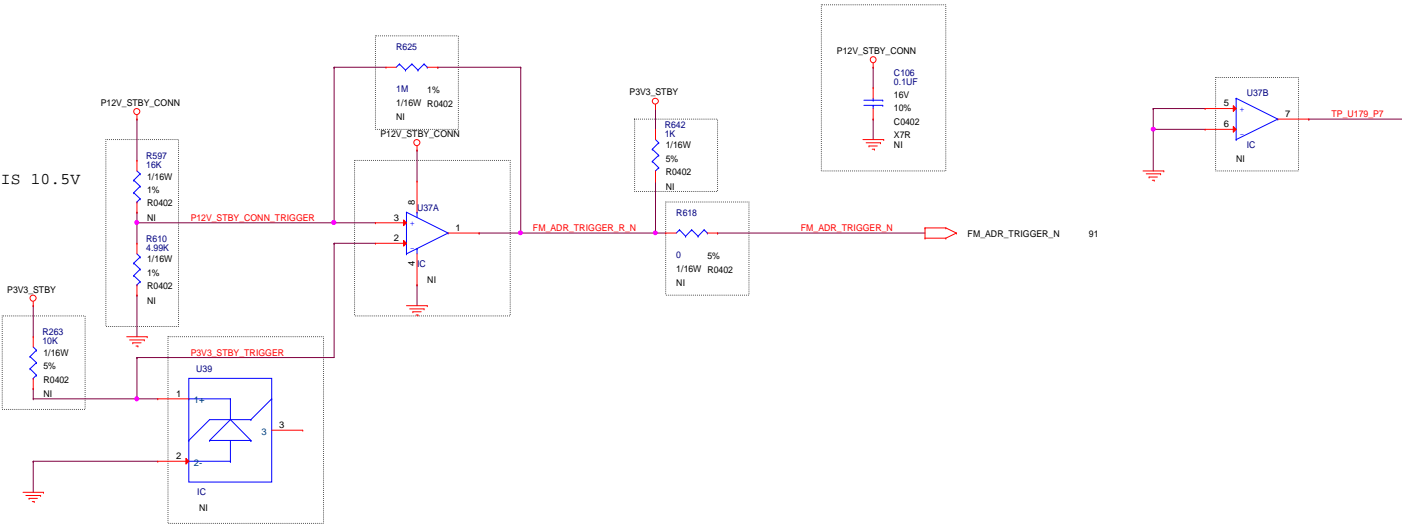 IS 10.5V
P12V_STBY_CONN
R597
16K
1/16W
1%
R0402
NI
P12V_STBY_CONN_TRIGGER
R610
4.99K
1/16W
1%
R0402
NI
P3V3_STBY
R263
10K
1/16W
5%
R0402
NI
P3V3_STBY_TRIGGER
U39
1
1+
2
2-
3
3
IC
NI
R625
1M 1%
1/16W R0402
NI
P12V_STBY_CONN
8
U37A
3
+
2
-
1
4
IC
NI
FM_ADR_TRIGGER_R_N
P3V3_STBY
R642
1K
1/16W
5%
R0402
NI
R618
0 5%
1/16W R0402
NI
FM_ADR_TRIGGER_N
FM_ADR_TRIGGER_N 91
P12V_STBY_CONN
C106
0.1UF
16V
10%
C0402
X7R
NI
U37B
5
+
6
-
7
IC
NI
TP_U179_P7